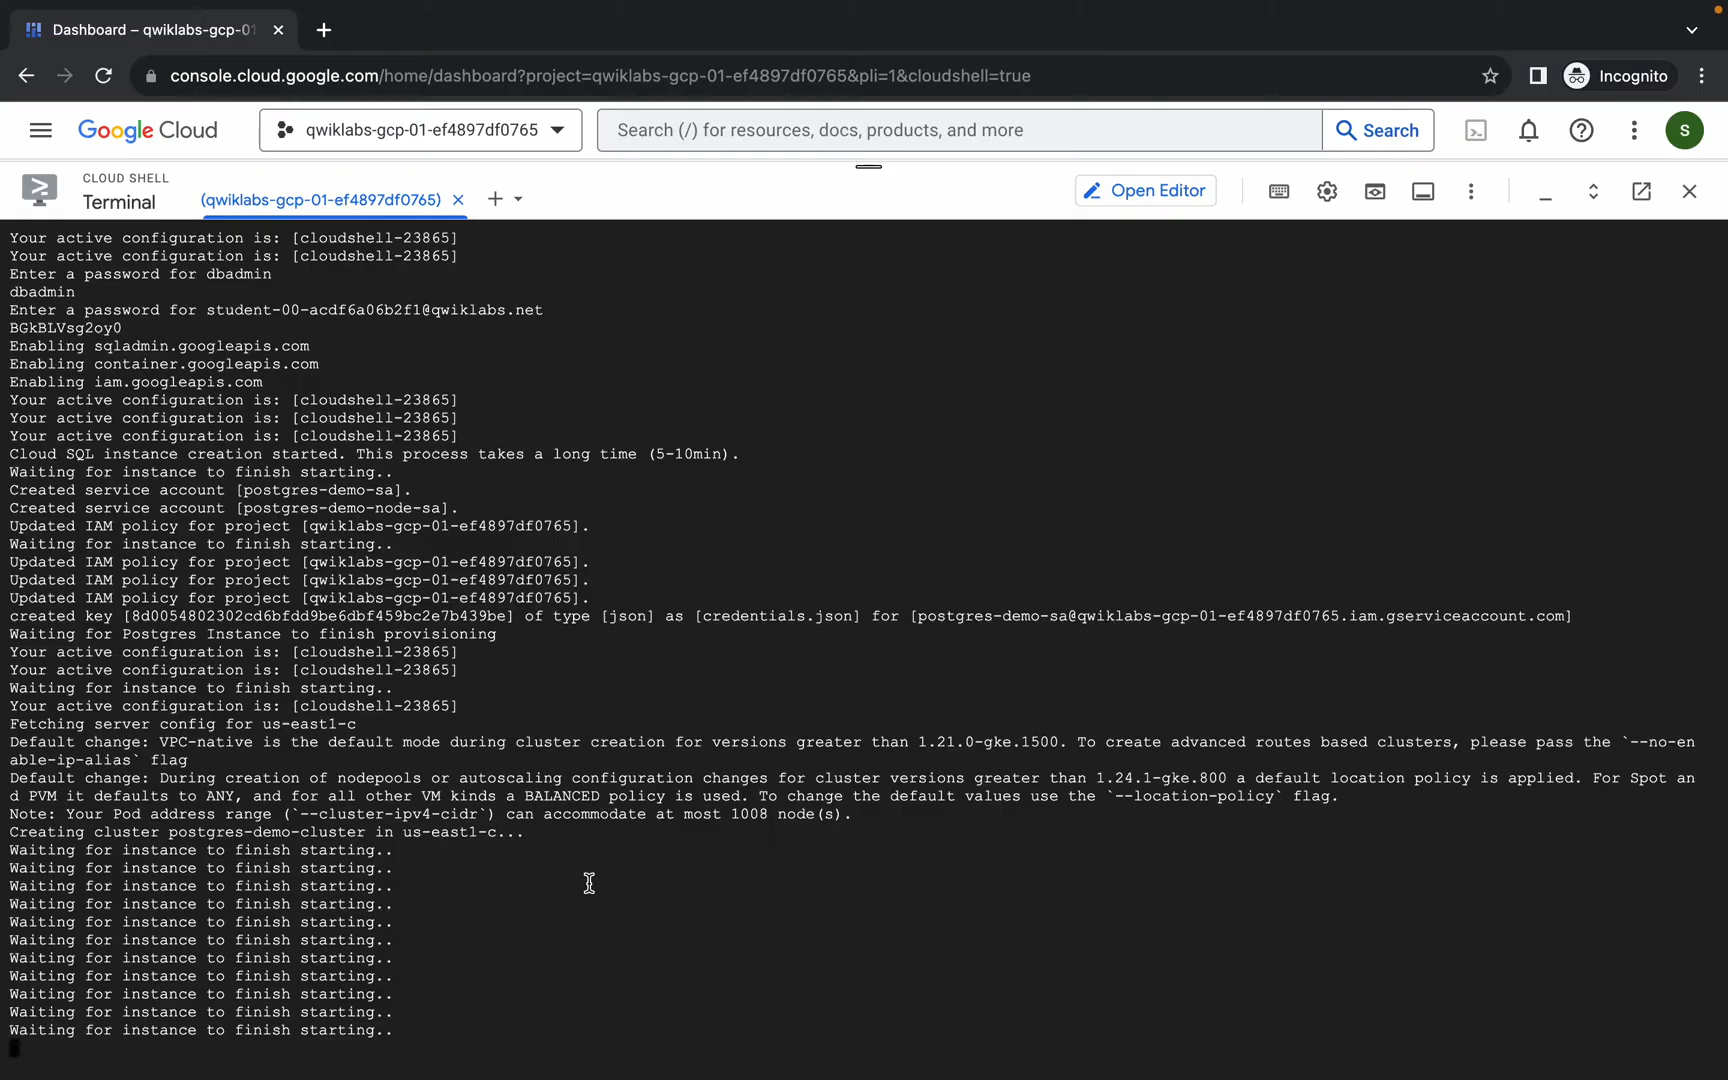 Dashboard – qwiklabs-gcp-01
console.cloud.google.com/home/dashboard?project=qwiklabs-gcp-01-ef4897df0765&pli=1&cloudshell=true
Incognito
Google Cloud
qwiklabs-gcp-01-ef4897df0765
Search (/) for resources, docs, products, and more
Search
S
CLOUD SHELL
Terminal
(qwiklabs-gcp-01-ef4897df0765)
Open Editor
Your active configuration is: [cloudshell-23865]
Your active configuration is: [cloudshell-23865]
Enter a password for dbadmin
dbadmin
Enter a password for student-00-acdf6a06b2f1@qwiklabs.net
BGkBLVsg2oy0
Enabling sqladmin.googleapis.com
Enabling container.googleapis.com
Enabling iam.googleapis.com
Your active configuration is: [cloudshell-23865]
Your active configuration is: [cloudshell-23865]
Your active configuration is: [cloudshell-23865]
Cloud SQL instance creation started. This process takes a long time (5-10min).
Waiting for instance to finish starting..
Created service account [postgres-demo-sa].
Created service account [postgres-demo-node-sa].
Updated IAM policy for project [qwiklabs-gcp-01-ef4897df0765].
Waiting for instance to finish starting..
Updated IAM policy for project [qwiklabs-gcp-01-ef4897df0765].
Updated IAM policy for project [qwiklabs-gcp-01-ef4897df0765].
Updated IAM policy for project [qwiklabs-gcp-01-ef4897df0765].
created key [8d0054802302cd6bfdd9be6dbf459bc2e7b439be] of type [json] as [credentials.json] for [postgres-demo-sa@qwiklabs-gcp-01-ef4897df0765.iam.gserviceaccount.com]
Waiting for Postgres Instance to finish provisioning
Your active configuration is: [cloudshell-23865]
Your active configuration is: [cloudshell-23865]
Waiting for instance to finish starting..
Your active configuration is: [cloudshell-23865]
Fetching server config for us-east1-c
Default change: VPC-native is the default mode during cluster creation for versions greater than 1.21.0-gke.1500. To create advanced routes based clusters, please pass the `--no-en
able-ip-alias` flag
Default change: During creation of nodepools or autoscaling configuration changes for cluster versions greater than 1.24.1-gke.800 a default location policy is applied. For Spot an
d PVM it defaults to ANY, and for all other VM kinds a BALANCED policy is used. To change the default values use the `--location-policy` flag.
Note: Your Pod address range (`--cluster-ipv4-cidr`) can accommodate at most 1008 node(s).
Creating cluster postgres-demo-cluster in us-east1-c...
Waiting for instance to finish starting..
Waiting for instance to finish starting..
Waiting for instance to finish starting..
Waiting for instance to finish starting..
Waiting for instance to finish starting..
Waiting for instance to finish starting..
Waiting for instance to finish starting..
Waiting for instance to finish starting..
Waiting for instance to finish starting..
Waiting for instance to finish starting..
Waiting for instance to finish starting..